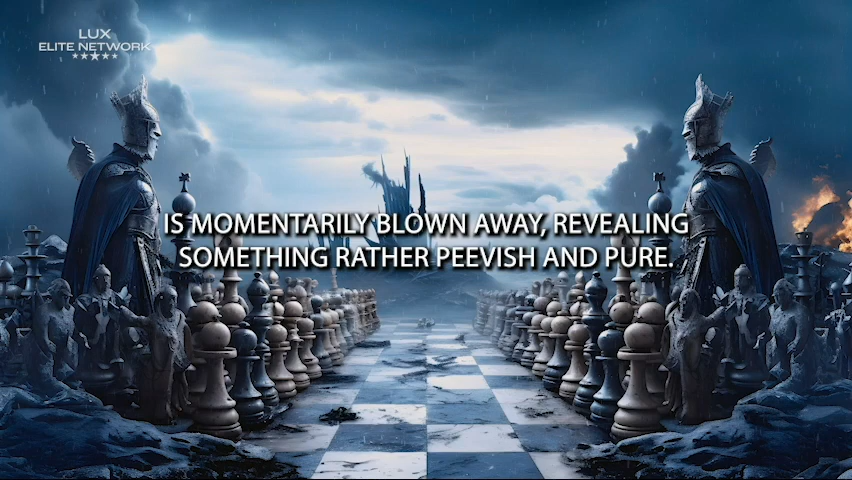 LUX
ELITE NETWORK
IS MOMENTARILY BLOWN AWAY, REVEALING
SOMETHING RATHER PEEVISH AND PURE.